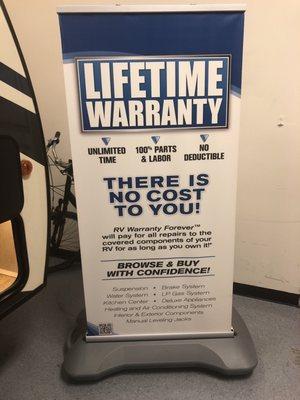 LIFETIME
WARRANTY
UNLIMITED
TIME
100% PARTS
& LABOR
NO
DEDUCTIBLE
THERE IS
NO COST
TO YOU!
RV Warranty Forever™
will pay for all repairs to the
covered components of your
RV for as long as you own it!*
BROWSE & BUY
WITH CONFIDENCE!
Suspension • Brake System
Water System • LP Gas System
Kitchen Center • Deluxe Appliances
Heating and Air Conditioning System
Interior & Exterior Components
Manual Leveling Jacks